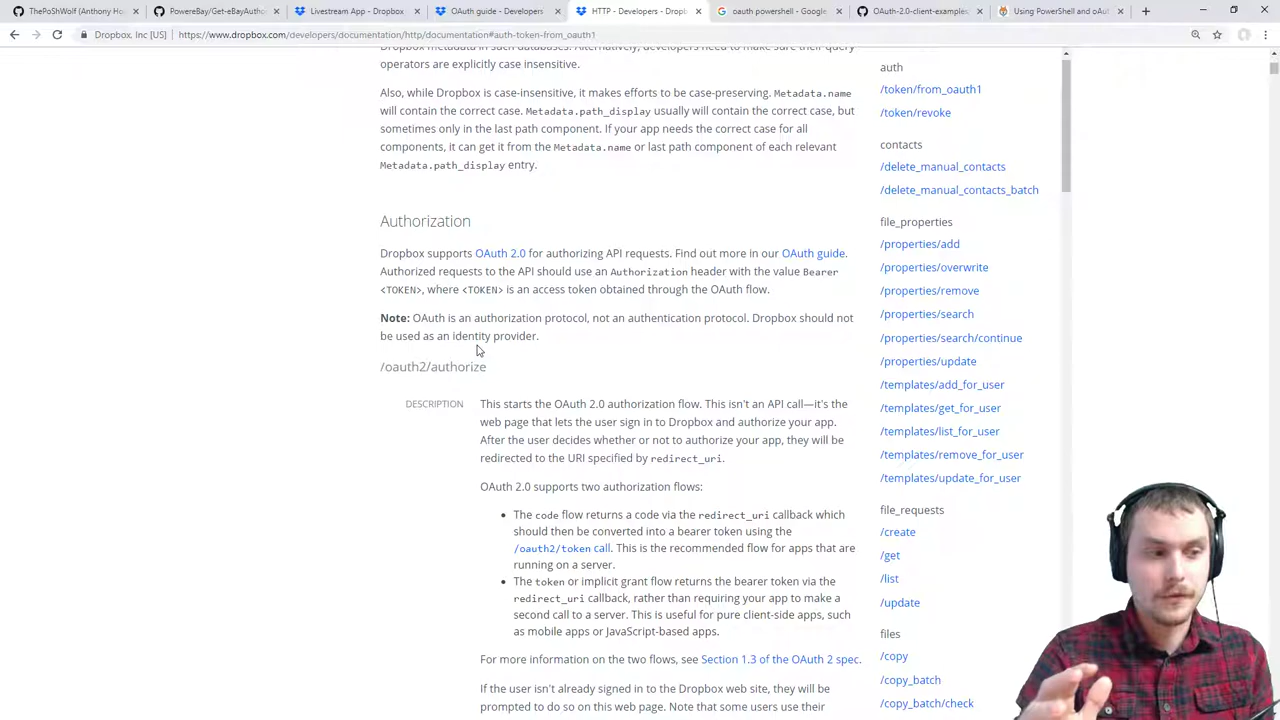 ThePoShWolf (Anthony Ho
PowereBay/Get-eBayAutho
Livestream App - Dropbox
OAuth guide - Developers
HTTP - Developers - Drop
oauth powershell - Google
OAuth-2.0-client-examples
Using PowerShell and oAu
Dropbox, Inc [US] | https://www.dropbox.com/developers/documentation/http/documentation#auth-token-from_oauth1
Dropbox metadata in such databases. Alternatively, developers need to make sure their query
operators are explicitly case insensitive.
Also, while Dropbox is case-insensitive, it makes efforts to be case-preserving. Metadata.name
will contain the correct case. Metadata.path_display usually will contain the correct case, but
sometimes only in the last path component. If your app needs the correct case for all
components, it can get it from the Metadata.name or last path component of each relevant
Metadata.path_display entry.
Authorization
Dropbox supports OAuth 2.0 for authorizing API requests. Find out more in our OAuth guide.
Authorized requests to the API should use an Authorization header with the value Bearer
<TOKEN>, where <TOKEN> is an access token obtained through the OAuth flow.
Note: OAuth is an authorization protocol, not an authentication protocol. Dropbox should not
be used as an identity provider.
/oauth2/authorize
DESCRIPTION
This starts the OAuth 2.0 authorization flow. This isn't an API call—it's the
web page that lets the user sign in to Dropbox and authorize your app.
After the user decides whether or not to authorize your app, they will be
redirected to the URI specified by redirect_uri.
OAuth 2.0 supports two authorization flows:
• The code flow returns a code via the redirect_uri callback which
should then be converted into a bearer token using the
/oauth2/token call. This is the recommended flow for apps that are
running on a server.
• The token or implicit grant flow returns the bearer token via the
redirect_uri callback, rather than requiring your app to make a
second call to a server. This is useful for pure client-side apps, such
as mobile apps or JavaScript-based apps.
For more information on the two flows, see Section 1.3 of the OAuth 2 spec.
If the user isn't already signed in to the Dropbox web site, they will be
prompted to do so on this web page. Note that some users use their
auth
/token/from_oauth1
/token/revoke
contacts
/delete_manual_contacts
/delete_manual_contacts_batch
file_properties
/properties/add
/properties/overwrite
/properties/remove
/properties/search
/properties/search/continue
/properties/update
/templates/add_for_user
/templates/get_for_user
/templates/list_for_user
/templates/remove_for_user
/templates/update_for_user
file_requests
/create
/get
/list
/update
files
/copy
/copy_batch
/copy_batch/check